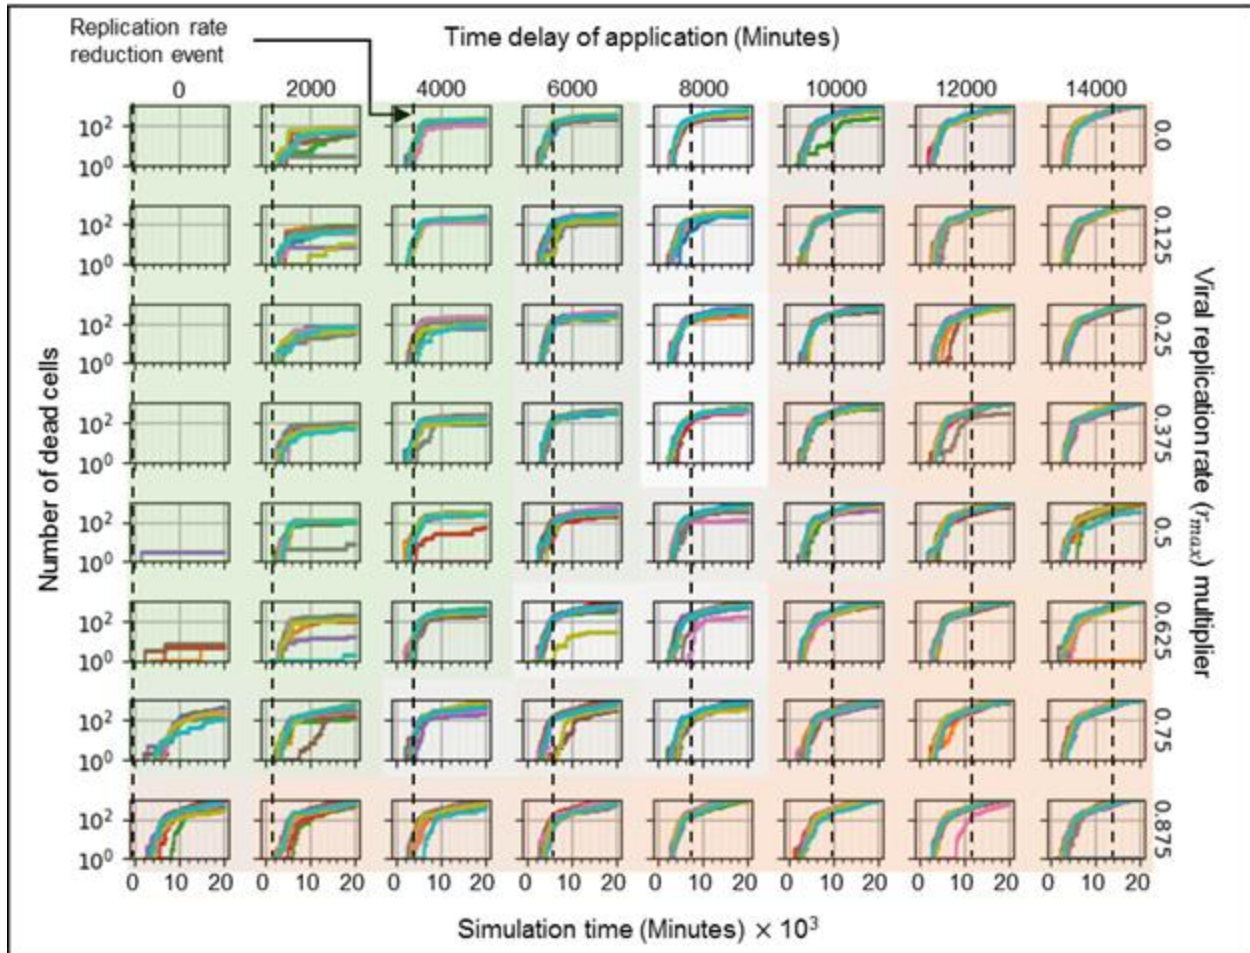 Replication rate
reduction event
Time delay of application (Minutes)
0 2000 4000 6000 8000 10000 12000 14000
Number of dead cells
10² 10⁰ 0.0
10² 10⁰ 0.125
10² 10⁰ 0.25
10² 10⁰ 0.375
10² 10⁰ 0.5
10² 10⁰ 0.625
10² 10⁰ 0.75
10² 10⁰ 0.875
Viral replication rate (r_max) multiplier
0 10 20 0 10 20 0 10 20 0 10 20 0 10 20 0 10 20 0 10 20 0 10 20
Simulation time (Minutes) × 10³